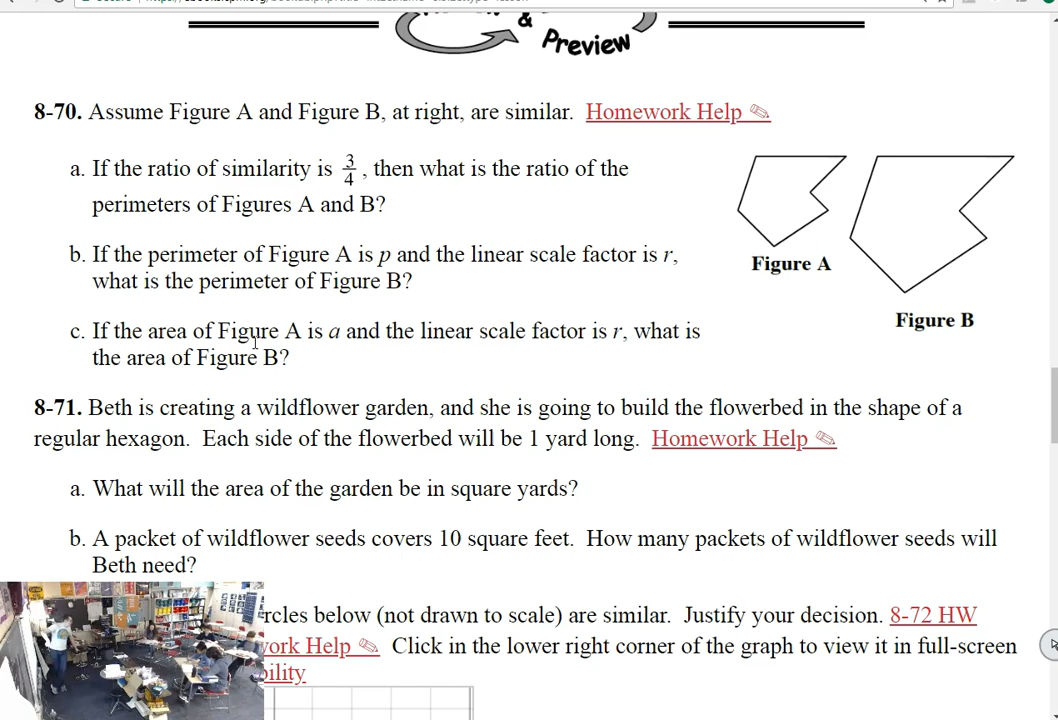 &
Preview
8-70. Assume Figure A and Figure B, at right, are similar. Homework Help ✎
a. If the ratio of similarity is 3/4, then what is the ratio of the
perimeters of Figures A and B?
b. If the perimeter of Figure A is p and the linear scale factor is r,
what is the perimeter of Figure B?
c. If the area of Figure A is a and the linear scale factor is r, what is
the area of Figure B?
Figure A
Figure B
8-71. Beth is creating a wildflower garden, and she is going to build the flowerbed in the shape of a
regular hexagon. Each side of the flowerbed will be 1 yard long. Homework Help ✎
a. What will the area of the garden be in square yards?
b. A packet of wildflower seeds covers 10 square feet. How many packets of wildflower seeds will
Beth need?
rcles below (not drawn to scale) are similar. Justify your decision. 8-72 HW
ork Help ✎ Click in the lower right corner of the graph to view it in full-screen
ility